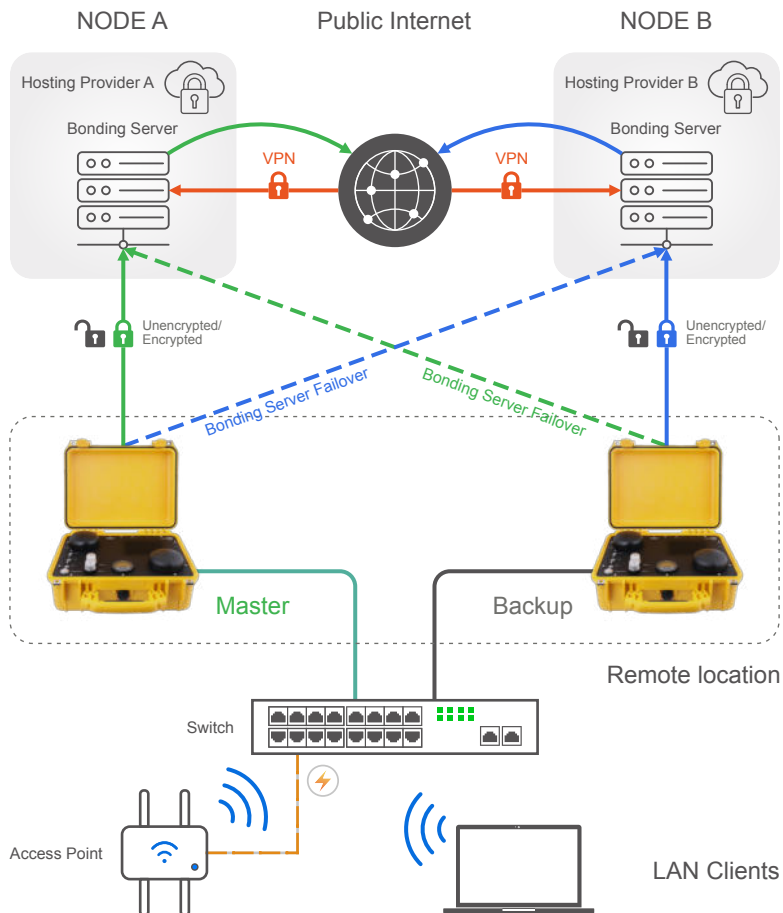 NODE A
Public Internet
NODE B
Hosting Provider A
Hosting Provider B
Bonding Server
Bonding Server
VPN
VPN
Unencrypted/
Encrypted
Unencrypted/
Encrypted
Bonding Server Failover
Bonding Server Failover
Master
Backup
Remote location
Switch
Access Point
LAN Clients